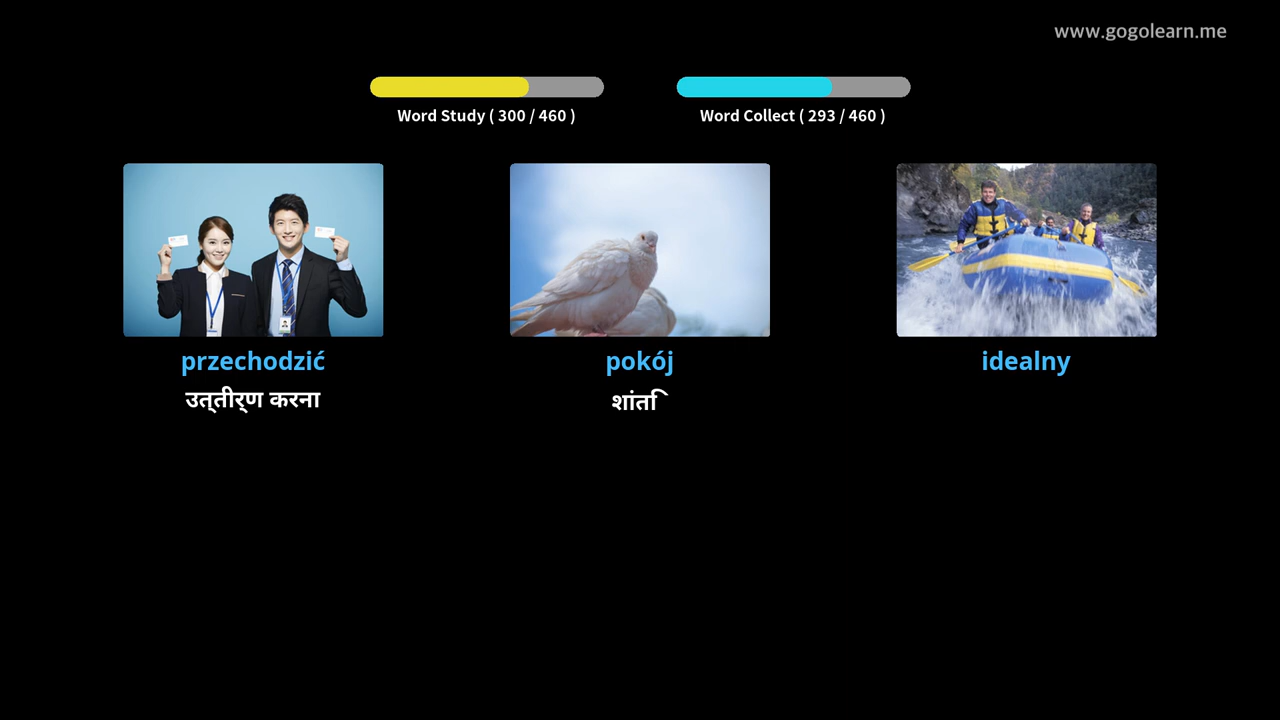 www.gogolearn.me
Word Study ( 300 / 460 )
Word Collect ( 293 / 460 )
przechodzić
pokój
idealny
उत्तीर्ण करना
शांति